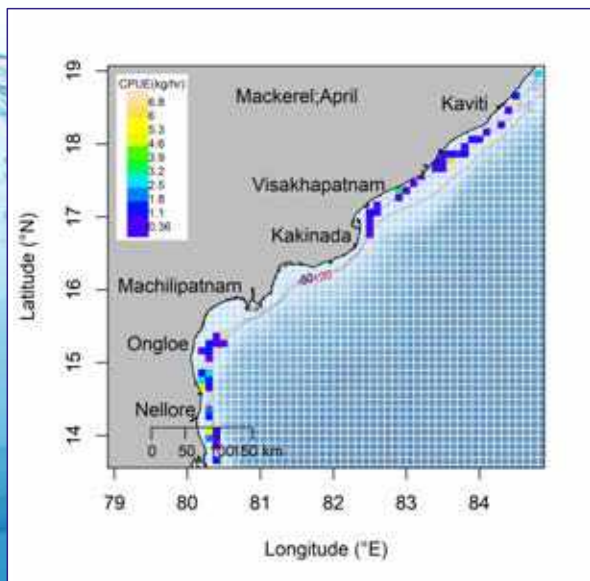 CPUE(kg/hr)
6.8
6
5.3
4.6
3.9
3.2
2.5
1.8
1.1
0.36
Mackerel;April
Kaviti
Visakhapatnam
Kakinada
Machilipatnam
Ongloe
Nellore
-50
0 50 100150 km
19
18
17
16
15
14
Latitude (°N)
79 80 81 82 83 84
Longitude (°E)